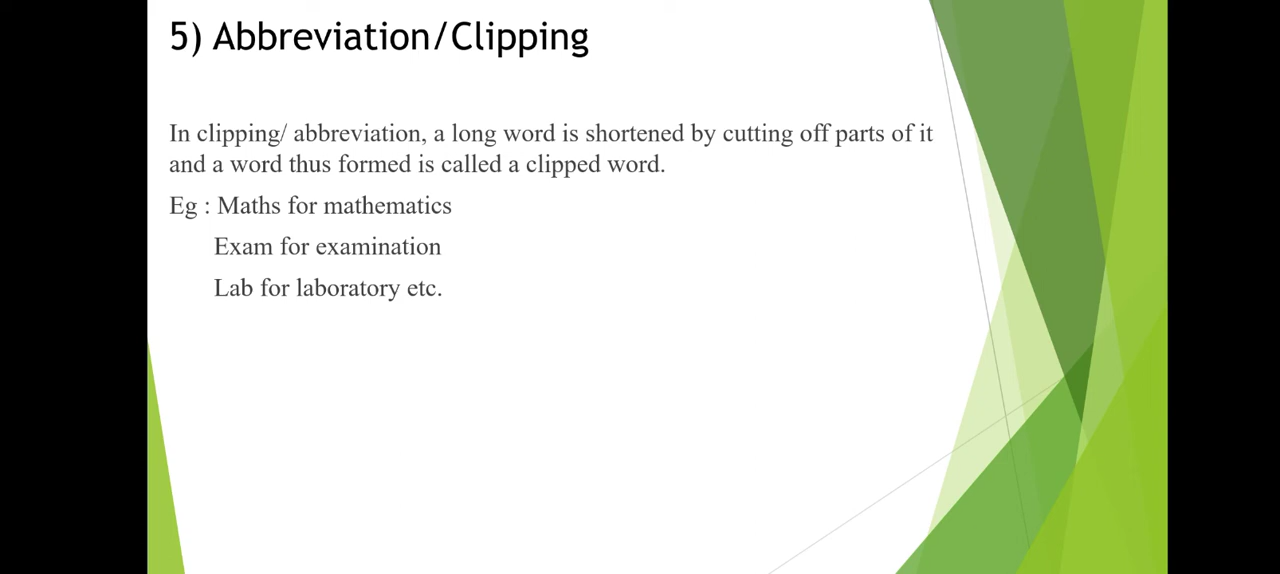 5) Abbreviation/Clipping
In clipping/ abbreviation, a long word is shortened by cutting off parts of it
and a word thus formed is called a clipped word.
Eg : Maths for mathematics
Exam for examination
Lab for laboratory etc.